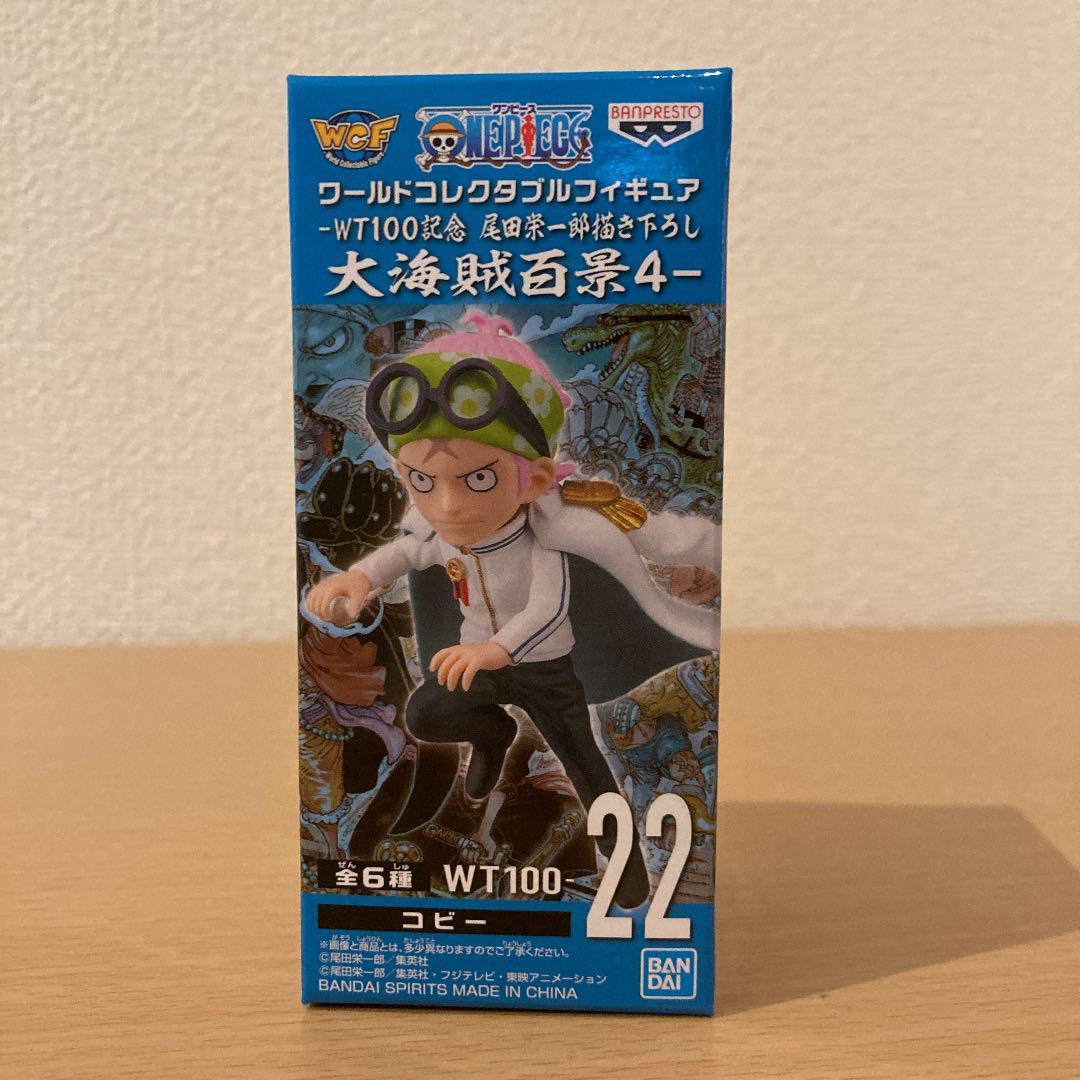 WCF
World Collectable Figure
ワンピース
ONE PIECE
BANPRESTO
ワールドコレクタブルフィギュア
-WT100記念 尾田栄一郎描き下ろし
大海賊百景4-
ぜん しゅ
全6種
WT100-22
コビー
がぞう しょうひん たしょうこと りょうしょう
※画像と商品とは、多少異なりますのでご了承ください。
©尾田栄一郎／集英社
©尾田栄一郎／集英社・フジテレビ・東映アニメーション
BANDAI SPIRITS MADE IN CHINA
BAN
DAI